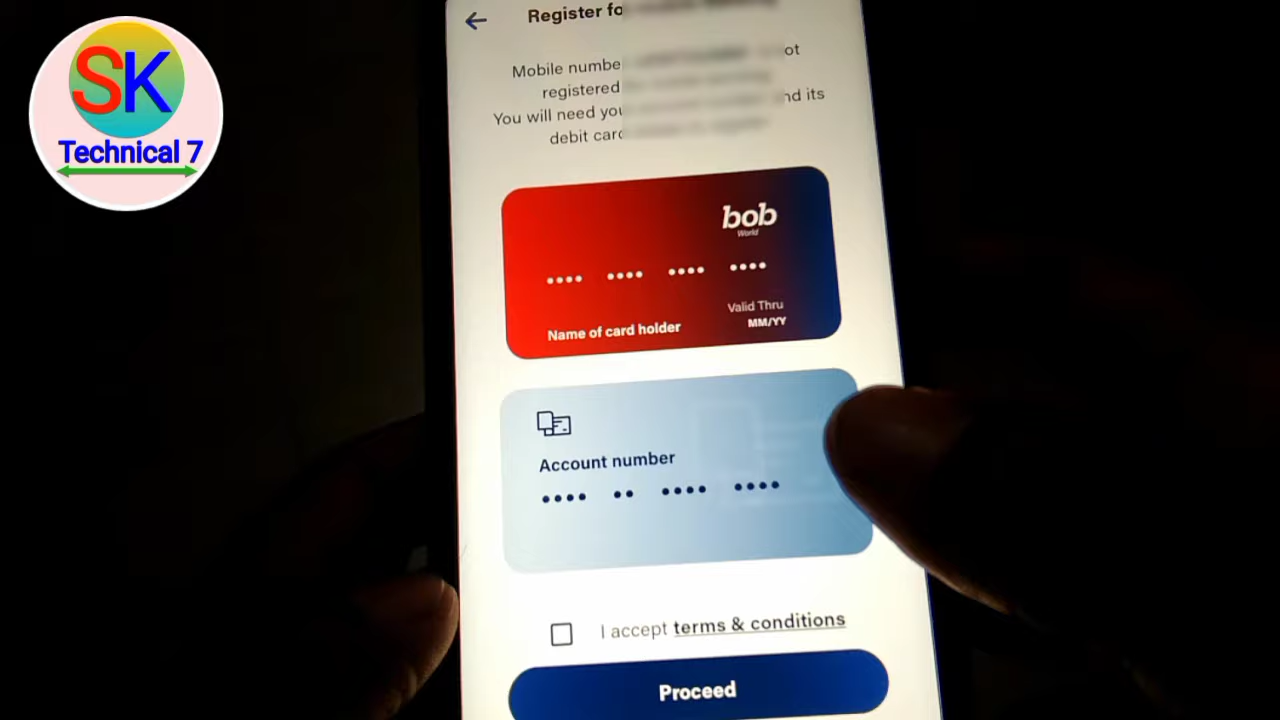 SK
Technical 7
Register fo
Mobile numbe ot
registered
You will need you nd its
debit card
bob
World
•••• •••• •••• ••••
Valid Thru
MM/YY
Name of card holder
Account number
•••• •• •••• ••••
I accept terms & conditions
Proceed